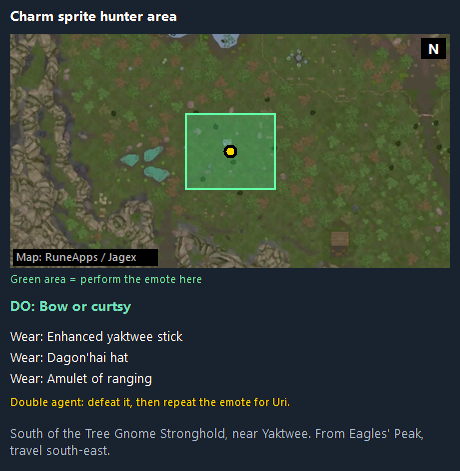 Charm sprite hunter area
N
Map: RuneApps / Jagex
Green area = perform the emote here
DO: Bow or curtsy
Wear: Enhanced yaktwee stick
Wear: Dagon'hai hat
Wear: Amulet of ranging
Double agent: defeat it, then repeat the emote for Uri.
South of the Tree Gnome Stronghold, near Yaktwee. From Eagles' Peak,
travel south-east.